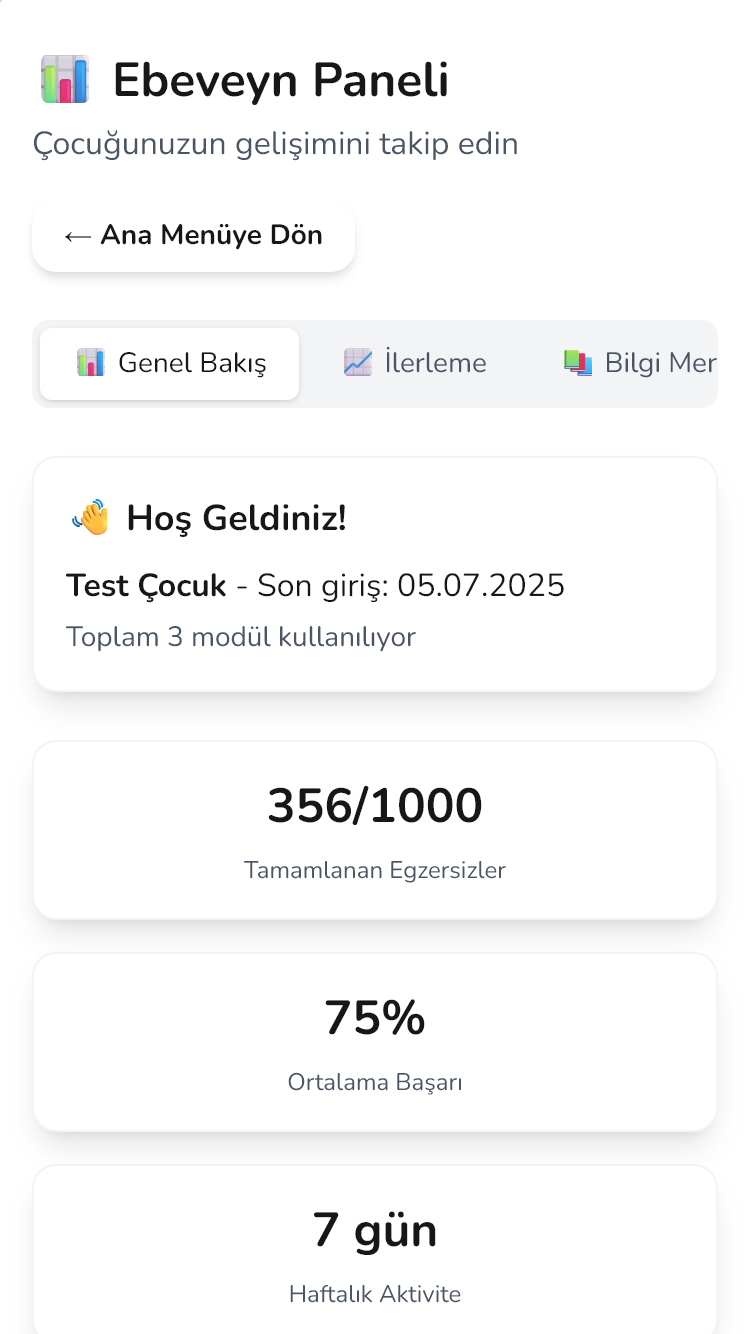 Ebeveyn Paneli
Çocuğunuzun gelişimini takip edin
← Ana Menüye Dön
Genel Bakış
İlerleme
Bilgi Mer
Hoş Geldiniz!
Test Çocuk - Son giriş: 05.07.2025
Toplam 3 modül kullanılıyor
356/1000
Tamamlanan Egzersizler
75%
Ortalama Başarı
7 gün
Haftalık Aktivite